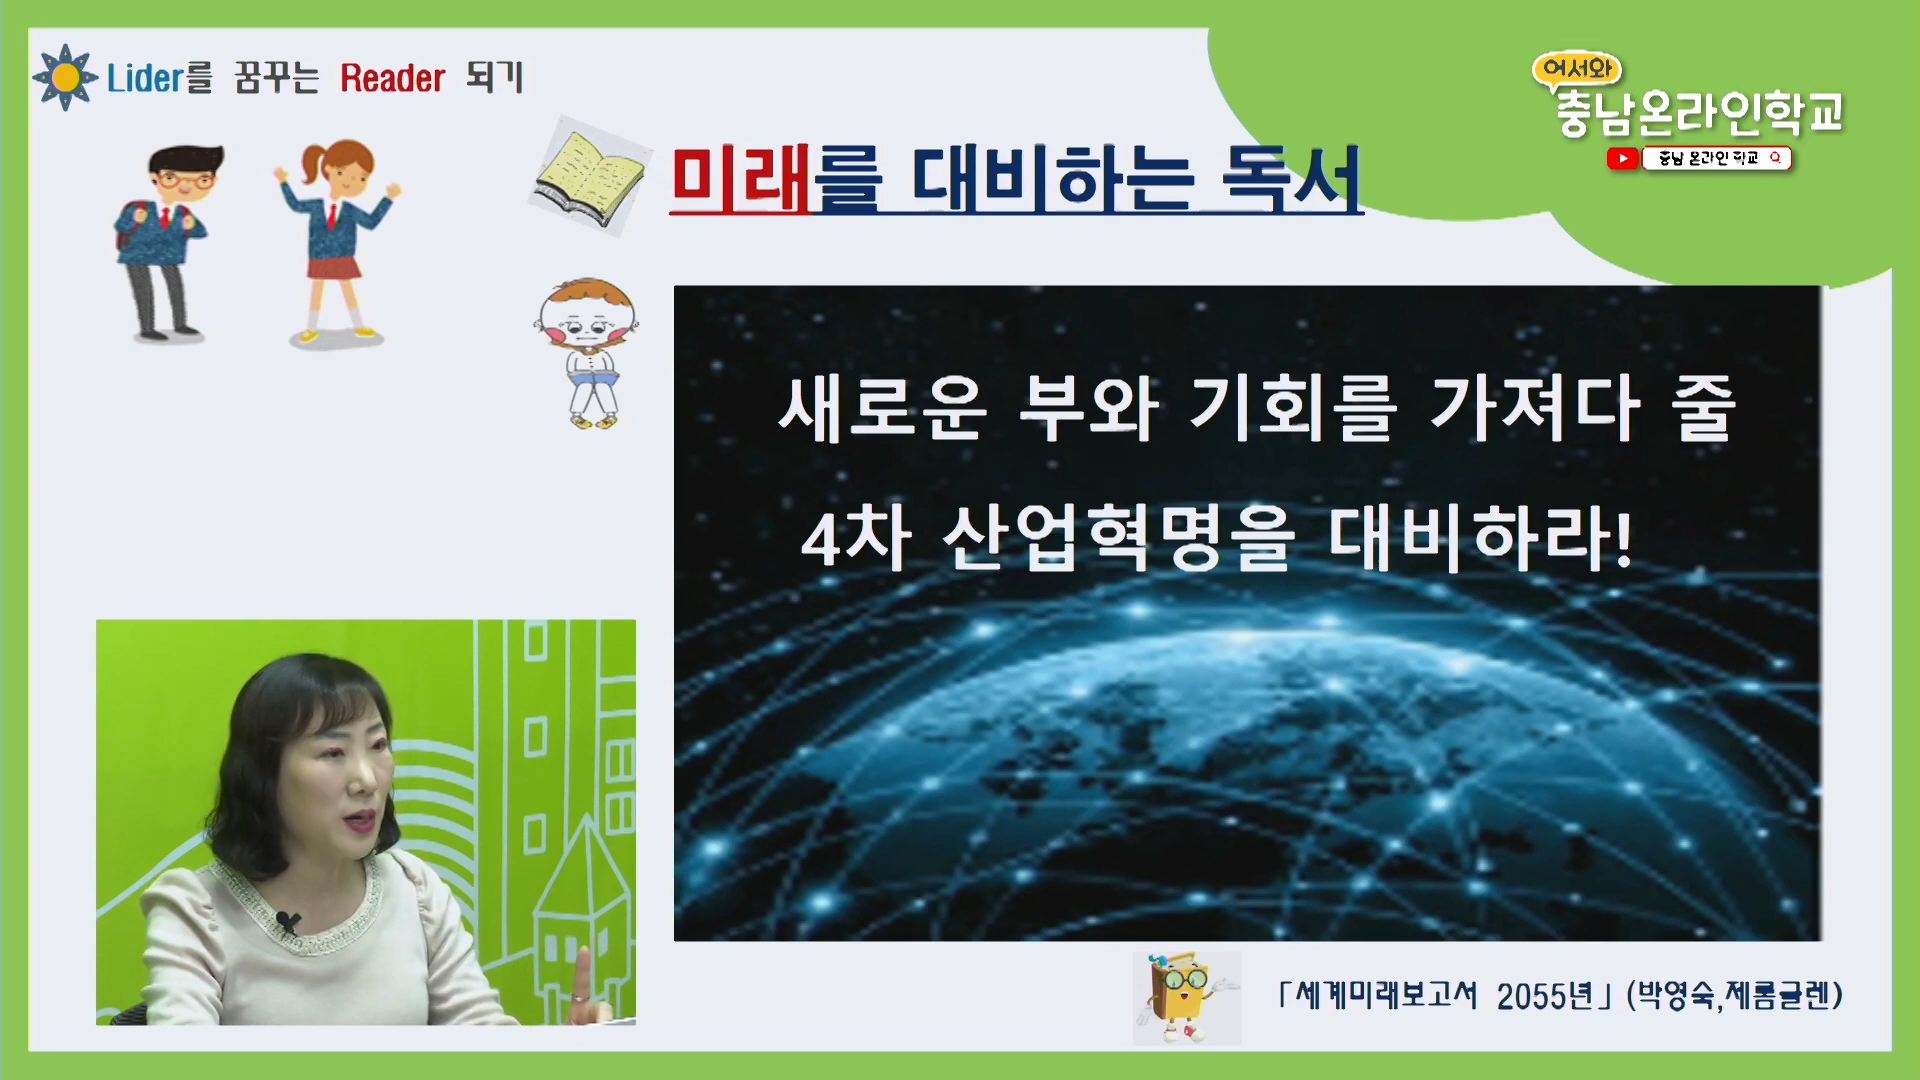 Lider를 꿈꾸는 Reader 되기
어서와
충남온라인학교
충남 온라인 학교
미래를 대비하는 독서
새로운 부와 기회를 가져다 줄
4차 산업혁명을 대비하라!
「세계미래보고서 2055년」(박영숙,제롬글렌)